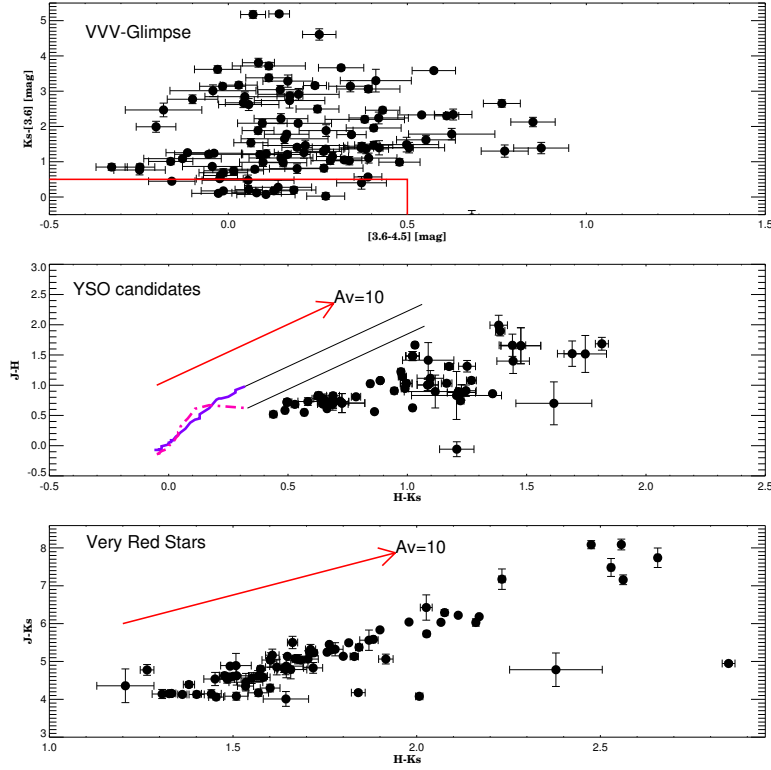 VVV-Glimpse
Ks-[3.6] [mag]
5
4
3
2
1
0
-0.5 0.0 0.5 1.0 1.5
[3.6-4.5] [mag]
YSO candidates
Av=10
J-H
3.0
2.5
2.0
1.5
1.0
0.5
0.0
-0.5
-0.5 0.0 0.5 1.0 1.5 2.0 2.5
H-Ks
Very Red Stars
Av=10
J-Ks
8
7
6
5
4
3
1.0 1.5 2.0 2.5
H-Ks